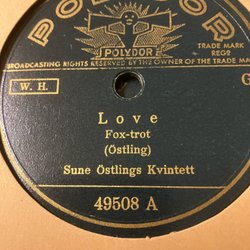 POLYDOR
POLYDOR
TRADE MARK
REGD
BROADCASTING RIGHTS RESERVED BY THE OWNER OF THE TRADE MA
W. H.
G
Love
Fox-trot
(Östling)
Sune Östlings Kvintett
49508 A